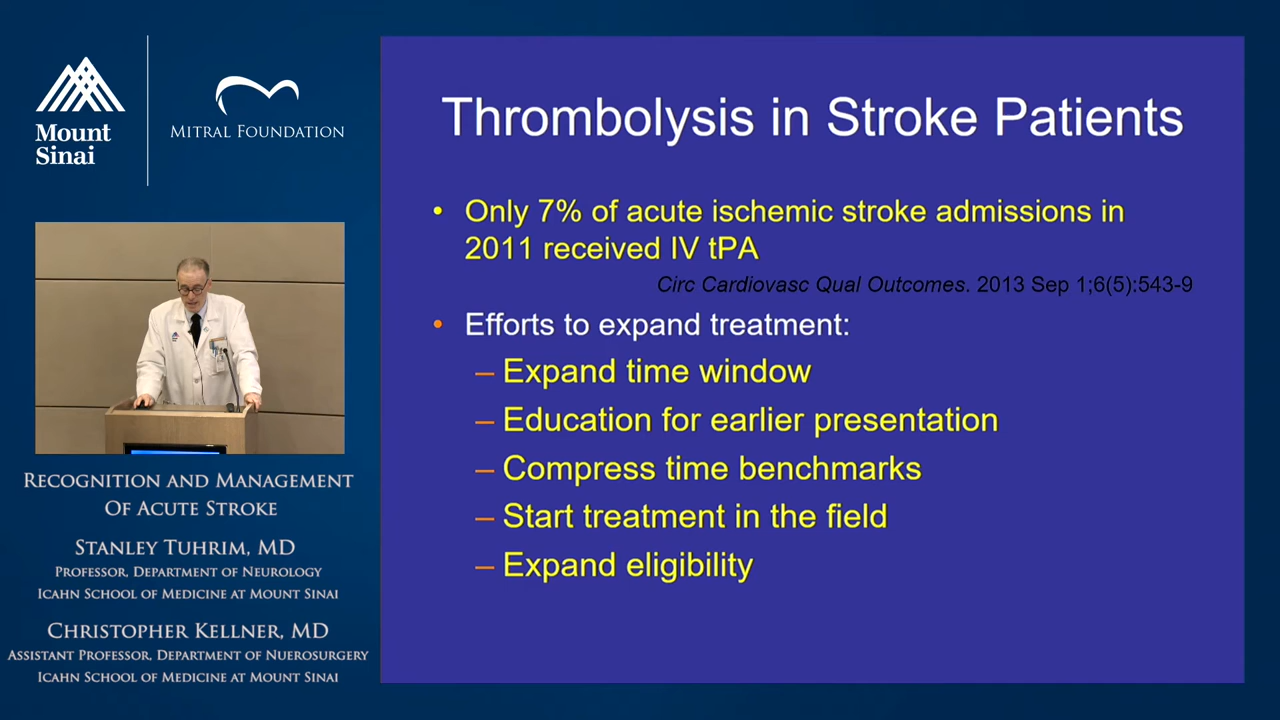 Mount
Sinai
MITRAL FOUNDATION
Thrombolysis in Stroke Patients
• Only 7% of acute ischemic stroke admissions in
2011 received IV tPA
Circ Cardiovasc Qual Outcomes. 2013 Sep 1;6(5):543-9
• Efforts to expand treatment:
– Expand time window
– Education for earlier presentation
– Compress time benchmarks
– Start treatment in the field
– Expand eligibility
RECOGNITION AND MANAGEMENT
OF ACUTE STROKE
STANLEY TUHRIM, MD
PROFESSOR, DEPARTMENT OF NEUROLOGY
ICAHN SCHOOL OF MEDICINE AT MOUNT SINAI
CHRISTOPHER KELLNER, MD
ASSISTANT PROFESSOR, DEPARTMENT OF NUEROSURGERY
ICAHN SCHOOL OF MEDICINE AT MOUNT SINAI